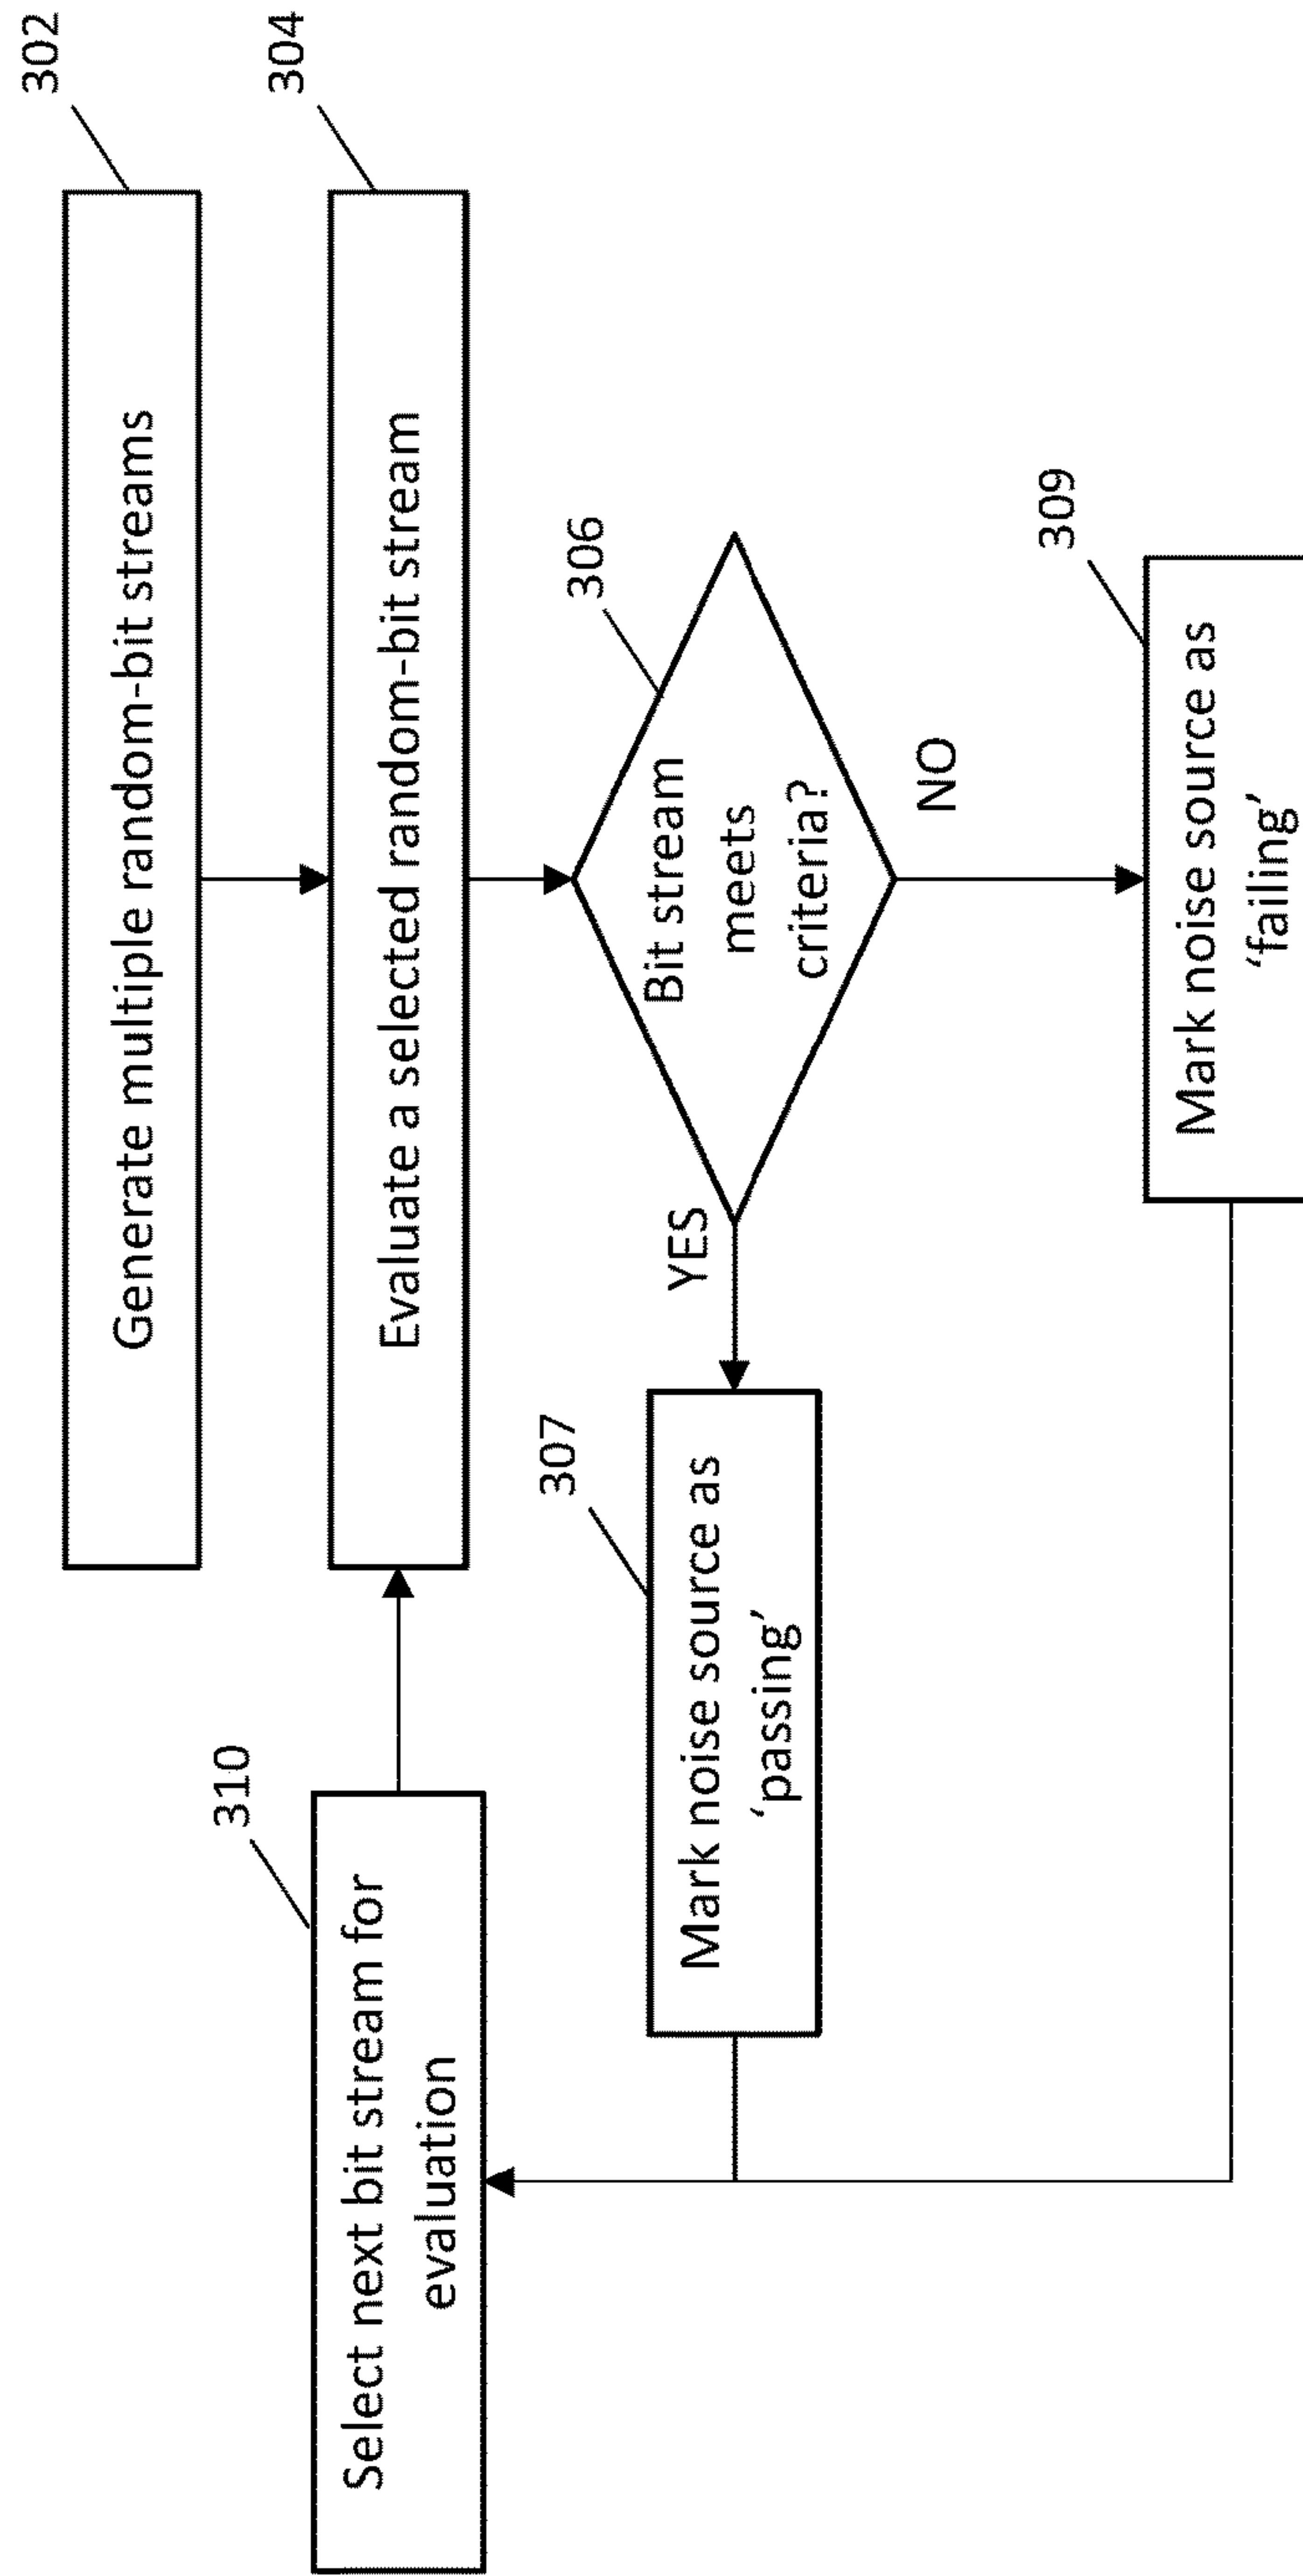 302
Generate multiple random-bit streams
304
Evaluate a selected random-bit stream
310
Select next bit stream for
evaluation
306
Bit stream
meets
criteria?
YES
NO
307
Mark noise source as
‘passing’
309
Mark noise source as
‘failing’